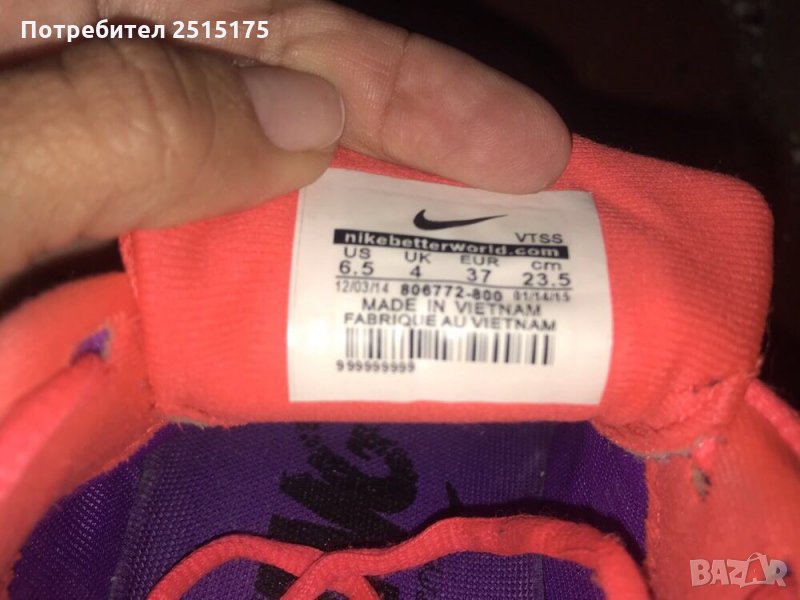 Потребител 2515175
VTSS
nikebetterworld.com
US UK EUR cm
6.5 4 37 23.5
12/03/14 806772-800 01/14/15
MADE IN VIETNAM
FABRIQUE AU VIETNAM
999999999
BAZAR